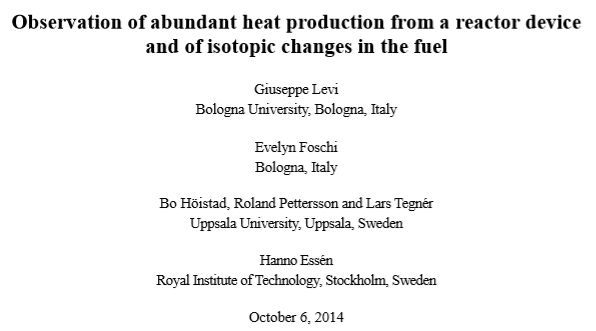 Observation of abundant heat production from a reactor device
and of isotopic changes in the fuel
Giuseppe Levi
Bologna University, Bologna, Italy
Evelyn Foschi
Bologna, Italy
Bo Höistad, Roland Pettersson and Lars Tegnér
Uppsala University, Uppsala, Sweden
Hanno Essén
Royal Institute of Technology, Stockholm, Sweden
October 6, 2014